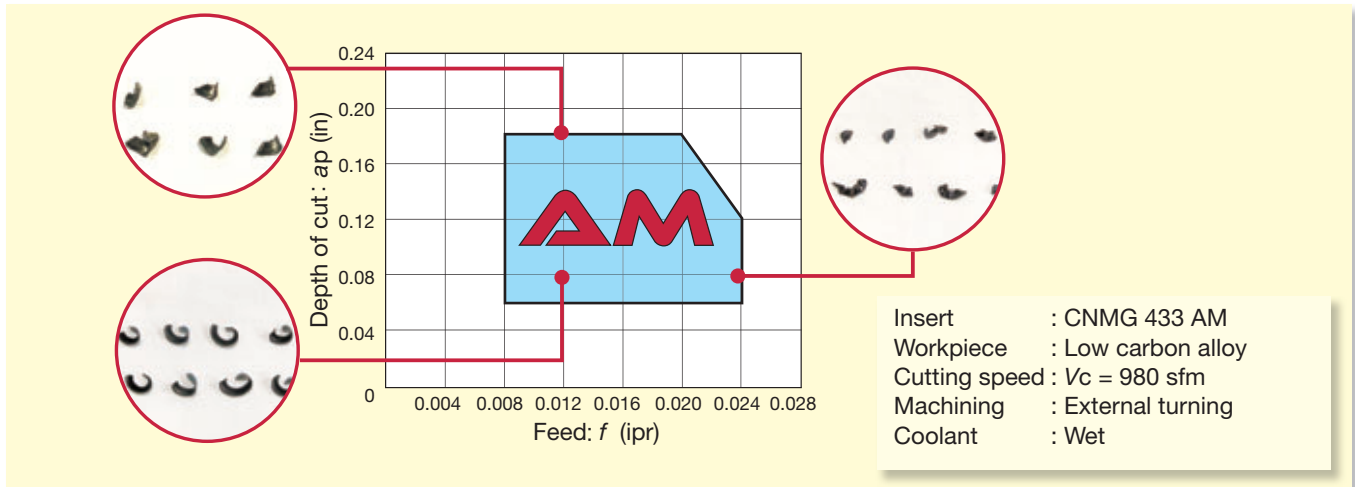 0.24
0.20
0.16
0.12
0.08
0.04
0
Depth of cut : ap (in)
AM
0.004 0.008 0.012 0.016 0.020 0.024 0.028
Feed: f (ipr)
Insert : CNMG 433 AM
Workpiece : Low carbon alloy
Cutting speed : Vc = 980 sfm
Machining : External turning
Coolant : Wet